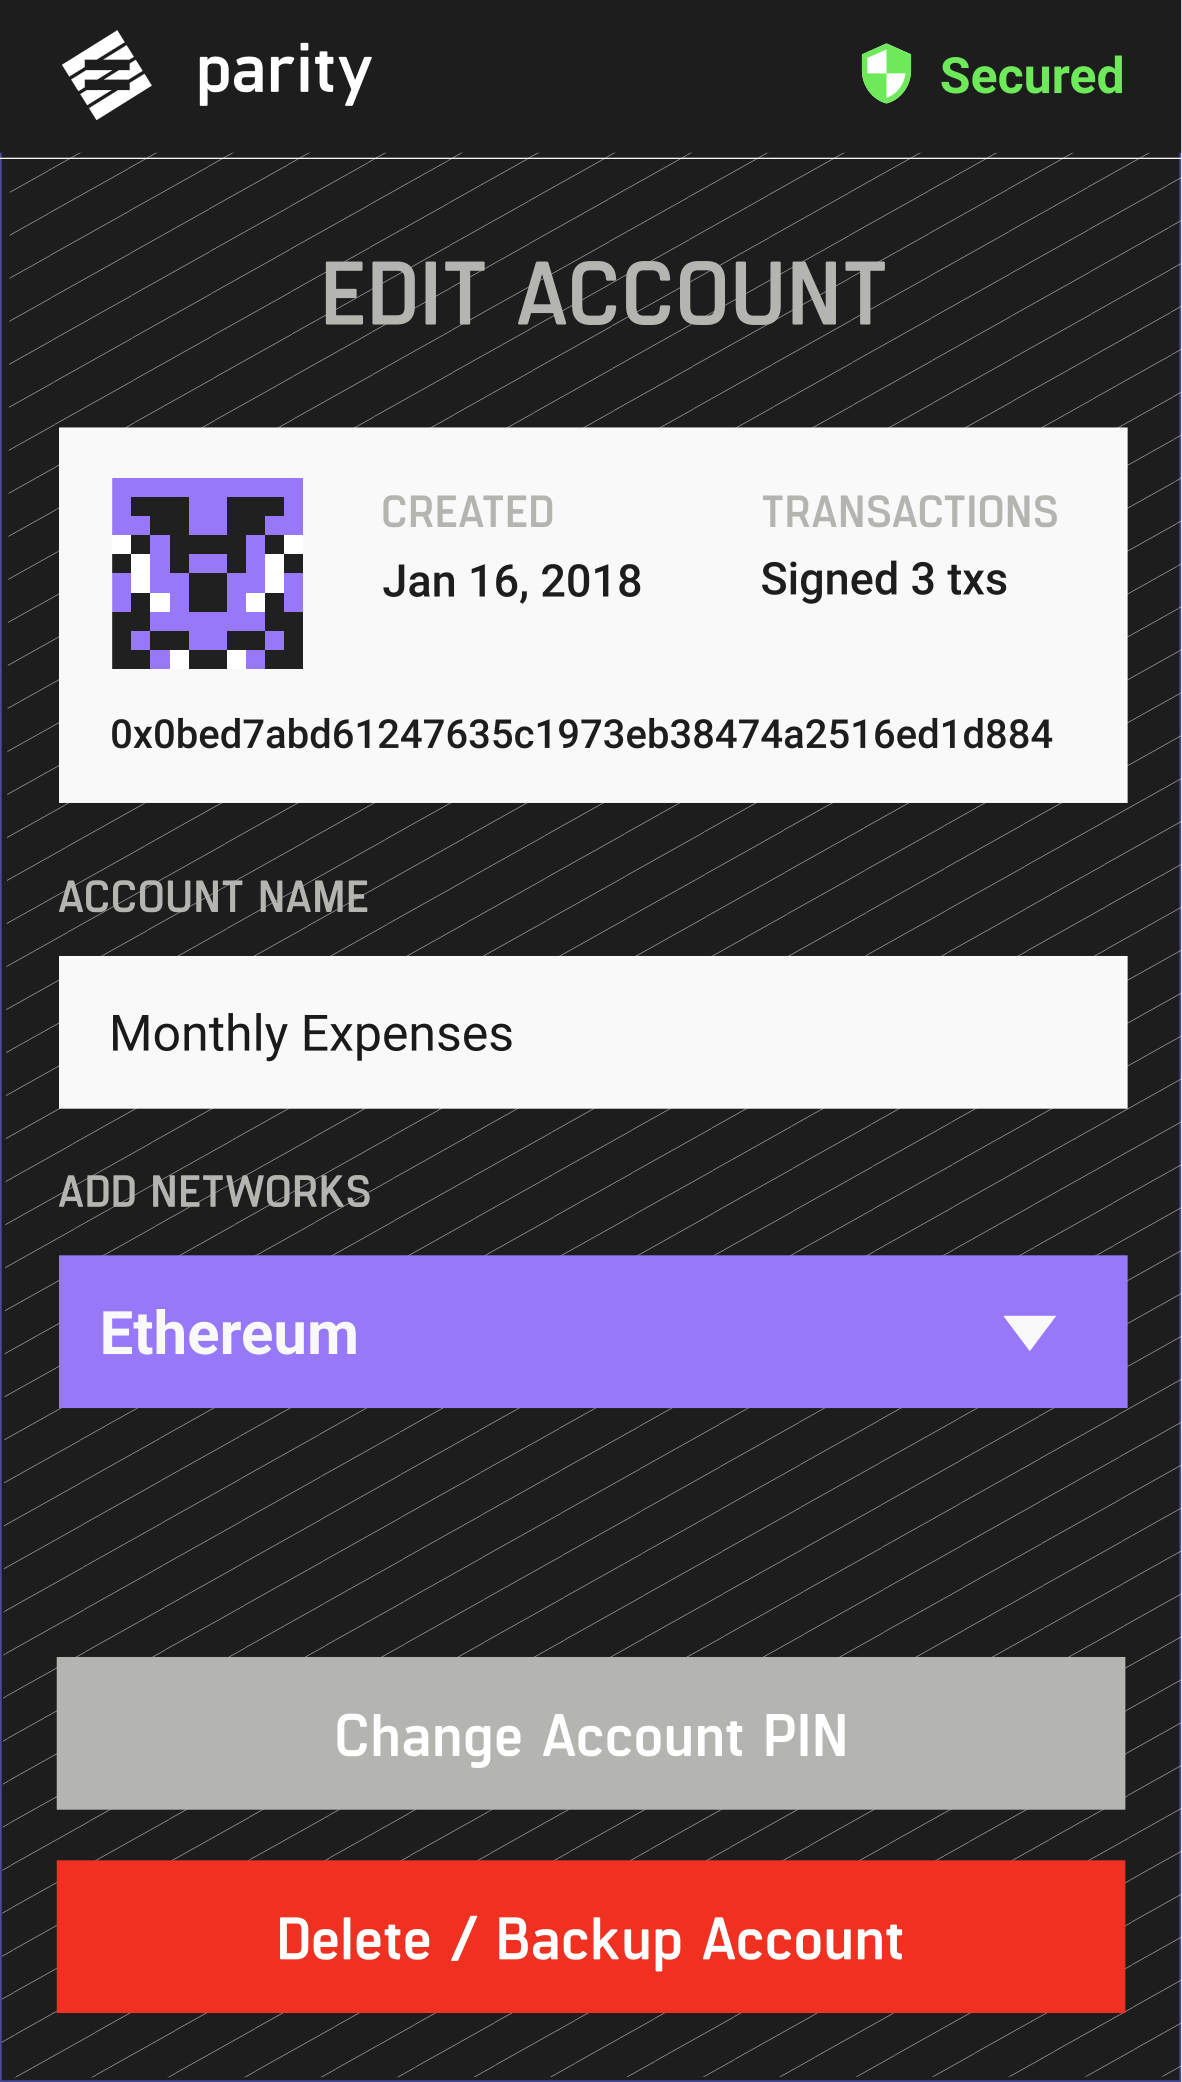 parity
Secured
EDIT ACCOUNT
CREATED
TRANSACTIONS
Jan 16, 2018
Signed 3 txs
0x0bed7abd61247635c1973eb38474a2516ed1d884
ACCOUNT NAME
Monthly Expenses
ADD NETWORKS
Ethereum
Change Account PIN
Delete / Backup Account